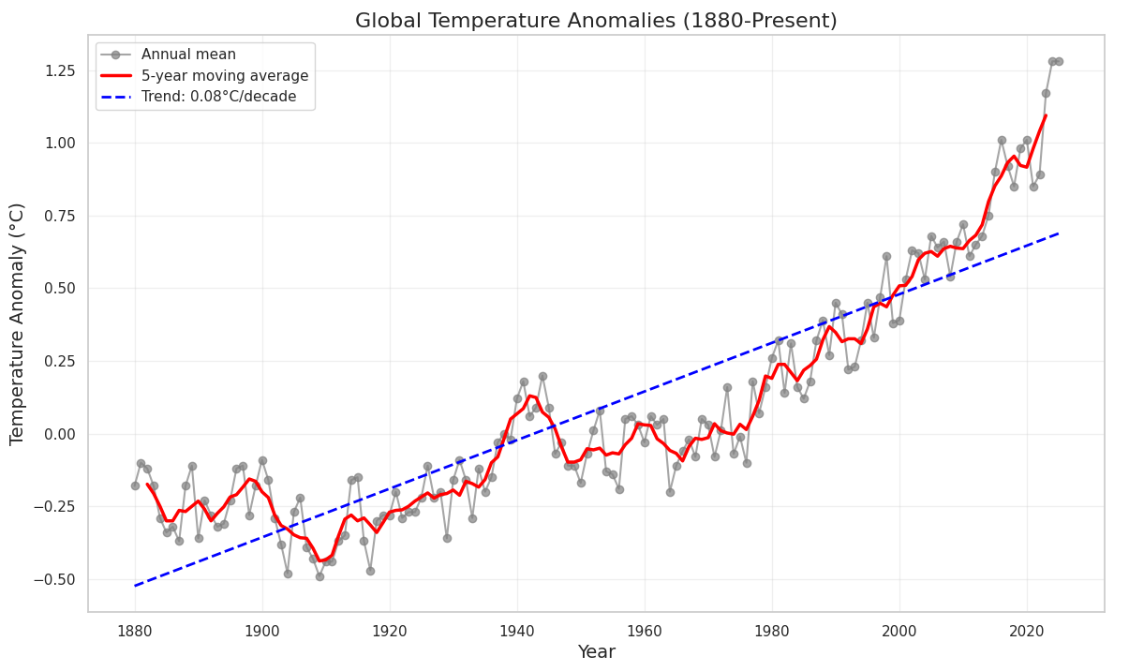 Global Temperature Anomalies (1880-Present)
Annual mean
5-year moving average
Trend: 0.08°C/decade
Temperature Anomaly (°C)
1.25
1.00
0.75
0.50
0.25
0.00
−0.25
−0.50
1880 1900 1920 1940 1960 1980 2000 2020
Year